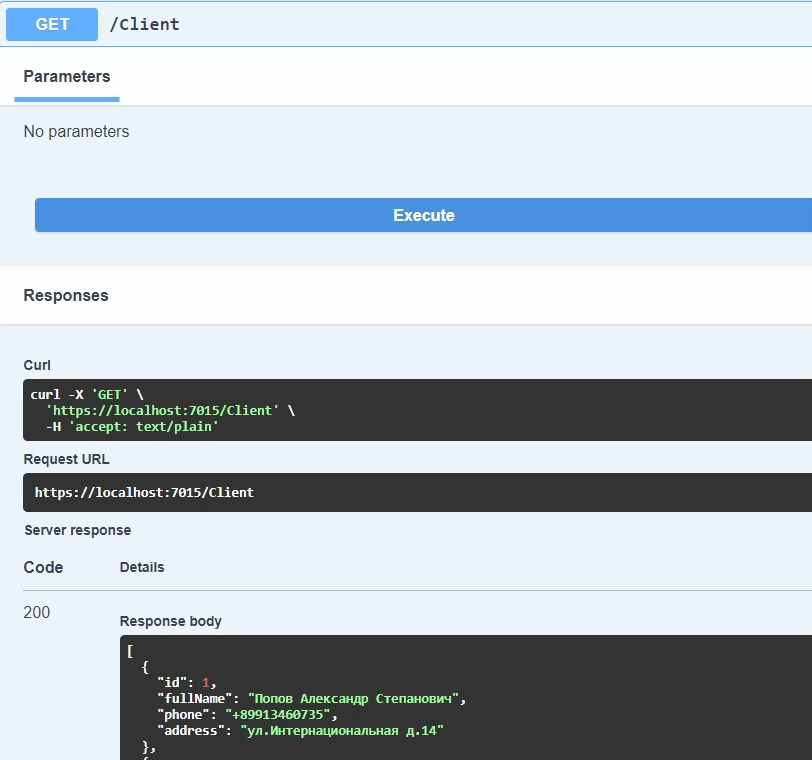 GET /Client
Parameters
No parameters
Execute
Responses
Curl
curl -X 'GET' \
'https://localhost:7015/Client' \
-H 'accept: text/plain'
Request URL
https://localhost:7015/Client
Server response
Code Details
200
Response body
[
{
"id": 1,
"fullName": "Попов Александр Степанович",
"phone": "+89913460735",
"address": "ул.Интернациональная д.14"
},
{